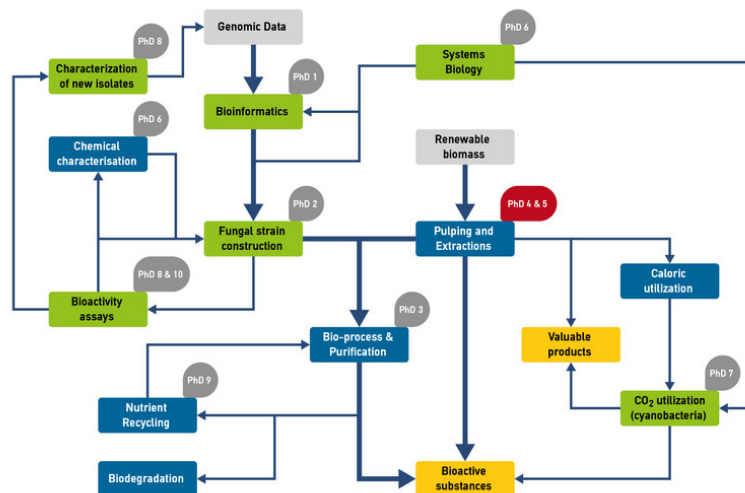 PhD 8
Genomic Data
PhD 6
Characterization
of new isolates
PhD 1
Systems
Biology
Bioinformatics
PhD 6
Chemical
characterisation
Renewable
biomass
PhD 2
PhD 4 & 5
Fungal strain
construction
Pulping and
Extractions
PhD 8 & 10
Bioactivity
assays
Caloric
utilization
PhD 3
Bio-process &
Purification
Valuable
products
PhD 9
PhD 7
Nutrient
Recycling
CO₂ utilization
(cyanobacteria)
Biodegradation
Bioactive
substances